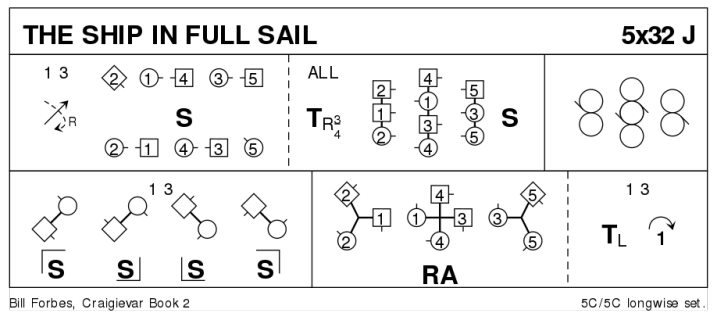 THE SHIP IN FULL SAIL 5x32 J
1 3 2 1 4 3 5
R S
2 1 4 3 5
ALL
T R 3 4 S
2 4 5
1 1 3
2 3 5
4
1 3
S S S S
2 1 2
4 1 3 4
5 3 5
RA
1 3
T L 1
Bill Forbes, Craigievar Book 2 5C/5C longwise set.